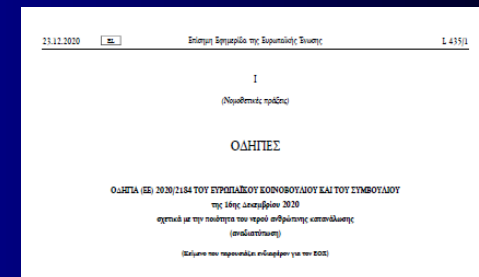 23.12.2020 EL Επίσημη Εφημερίδα της Ευρωπαϊκής Ένωσης L 435/1
I
(Νομοθετικές πράξεις)
ΟΔΗΓΙΕΣ
ΟΔΗΓΙΑ (ΕΕ) 2020/2184 ΤΟΥ ΕΥΡΩΠΑΪΚΟΥ ΚΟΙΝΟΒΟΥΛΙΟΥ ΚΑΙ ΤΟΥ ΣΥΜΒΟΥΛΙΟΥ
της 16ης Δεκεμβρίου 2020
σχετικά με την ποιότητα του νερού ανθρώπινης κατανάλωσης
(αναδιατύπωση)
(Κείμενο που παρουσιάζει ενδιαφέρον για τον ΕΟΧ)